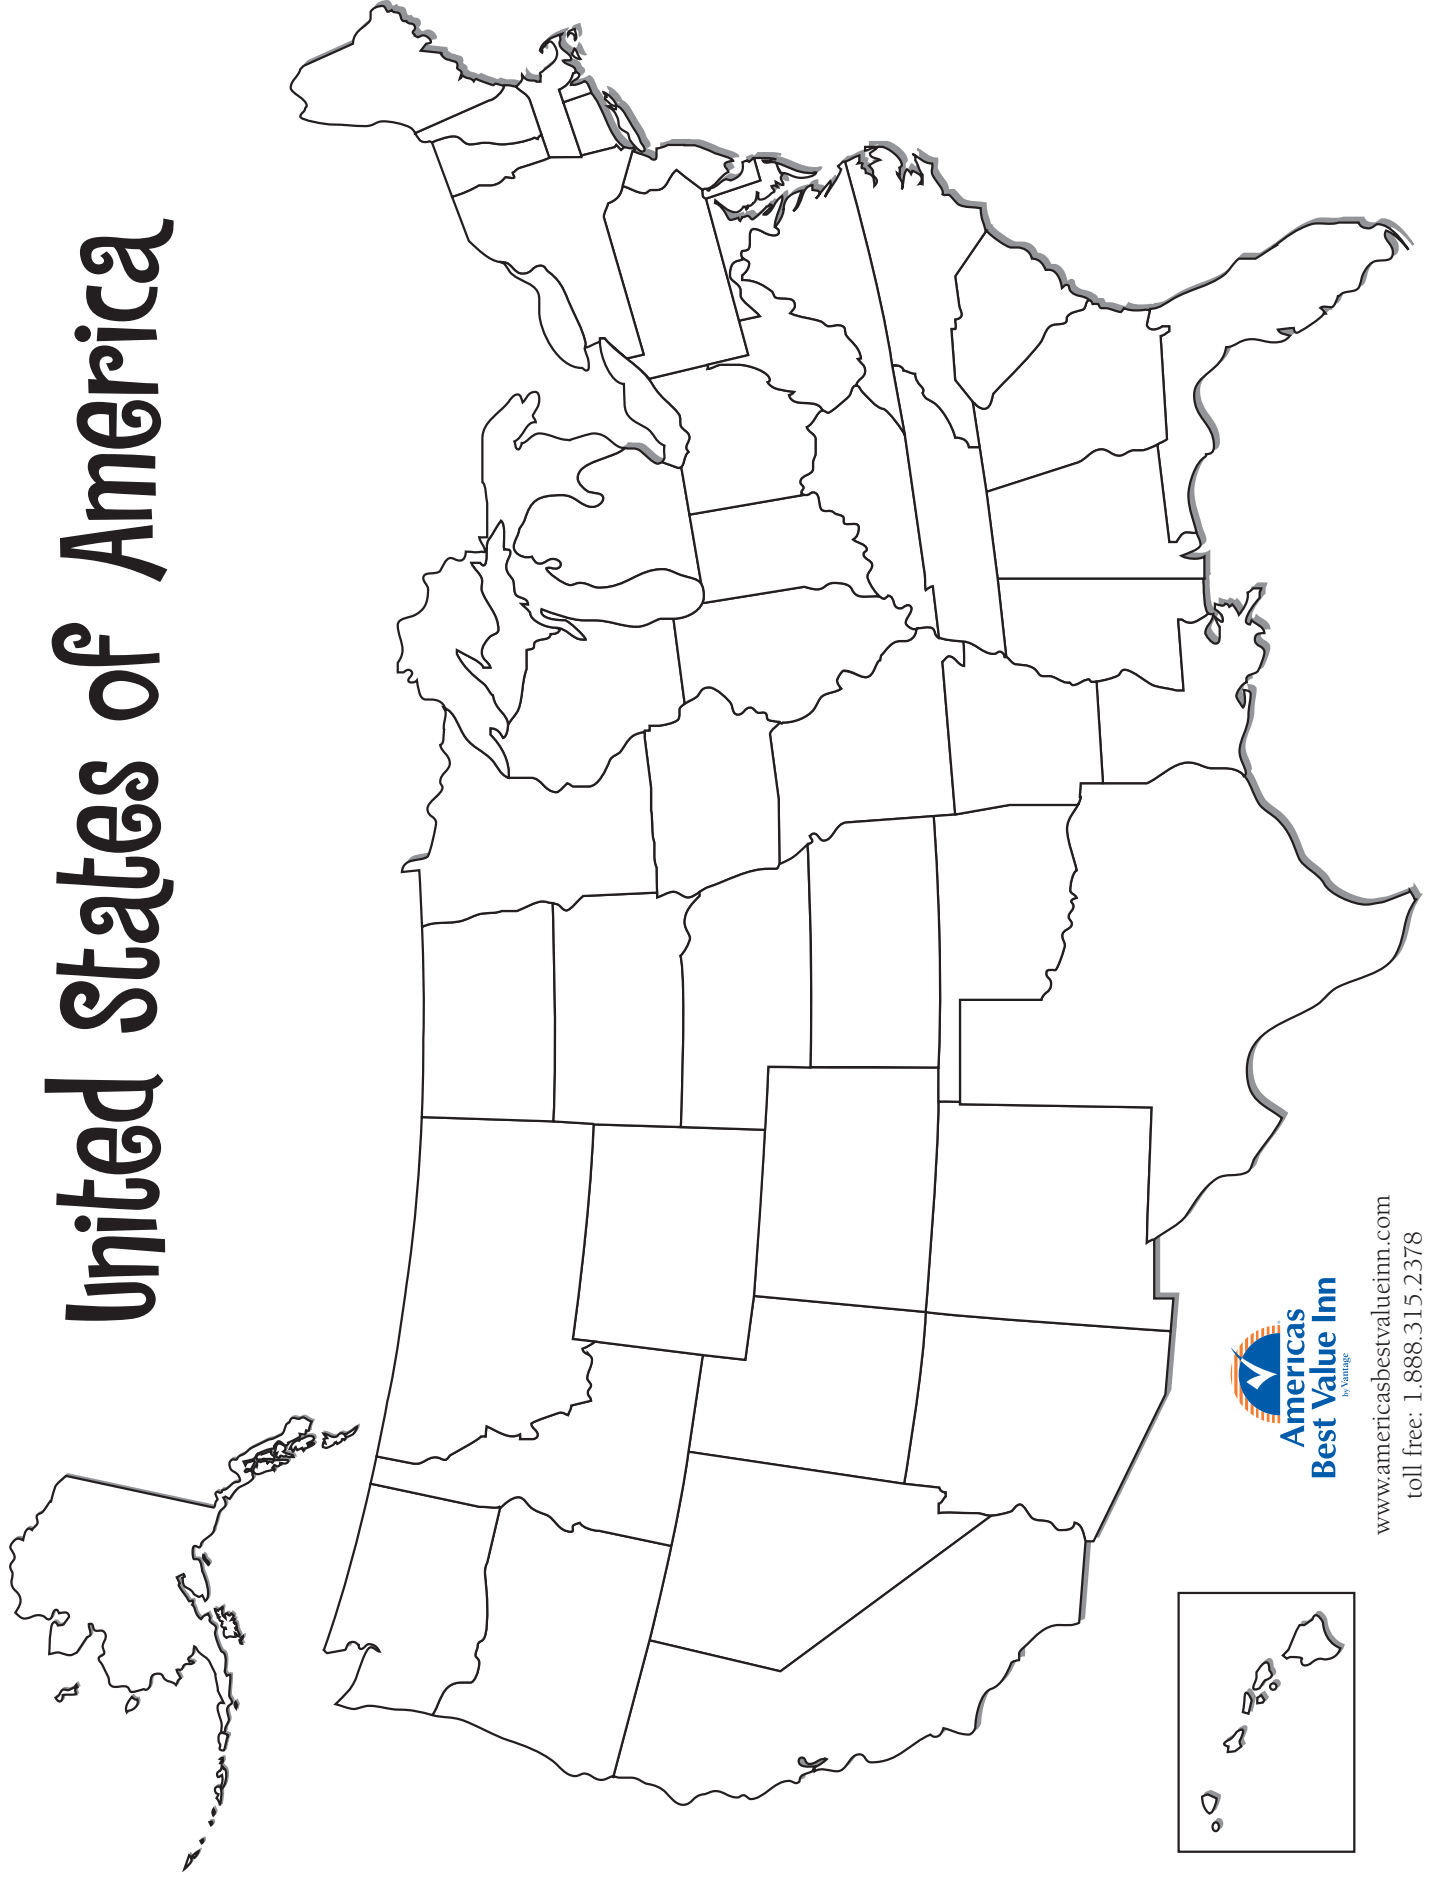 United States of America
Americas
Best Value Inn
by Vantage
www.americasbestvalueinn.com
toll free: 1.888.315.2378